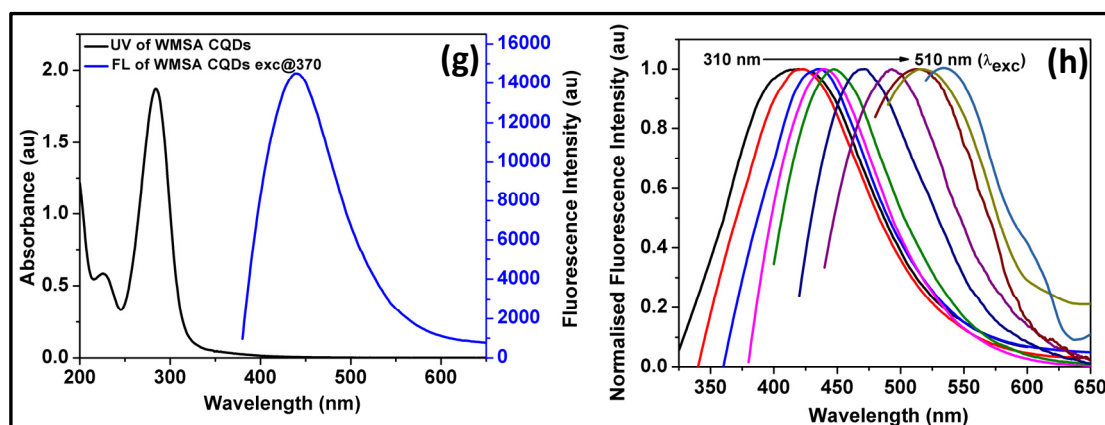 (g)
UV of WMSA CQDs
FL of WMSA CQDs exc@370
Absorbance (au)
2.0
1.5
1.0
0.5
0.0
200
300
400
500
600
Wavelength (nm)
16000
14000
12000
10000
8000
6000
4000
2000
0
Fluorescence Intensity (au)
(h)
310 nm
510 nm (λexc)
Normalised Fluorescence Intensity (au)
1.0
0.8
0.6
0.4
0.2
0.0
350
400
450
500
550
600
650
Wavelength (nm)